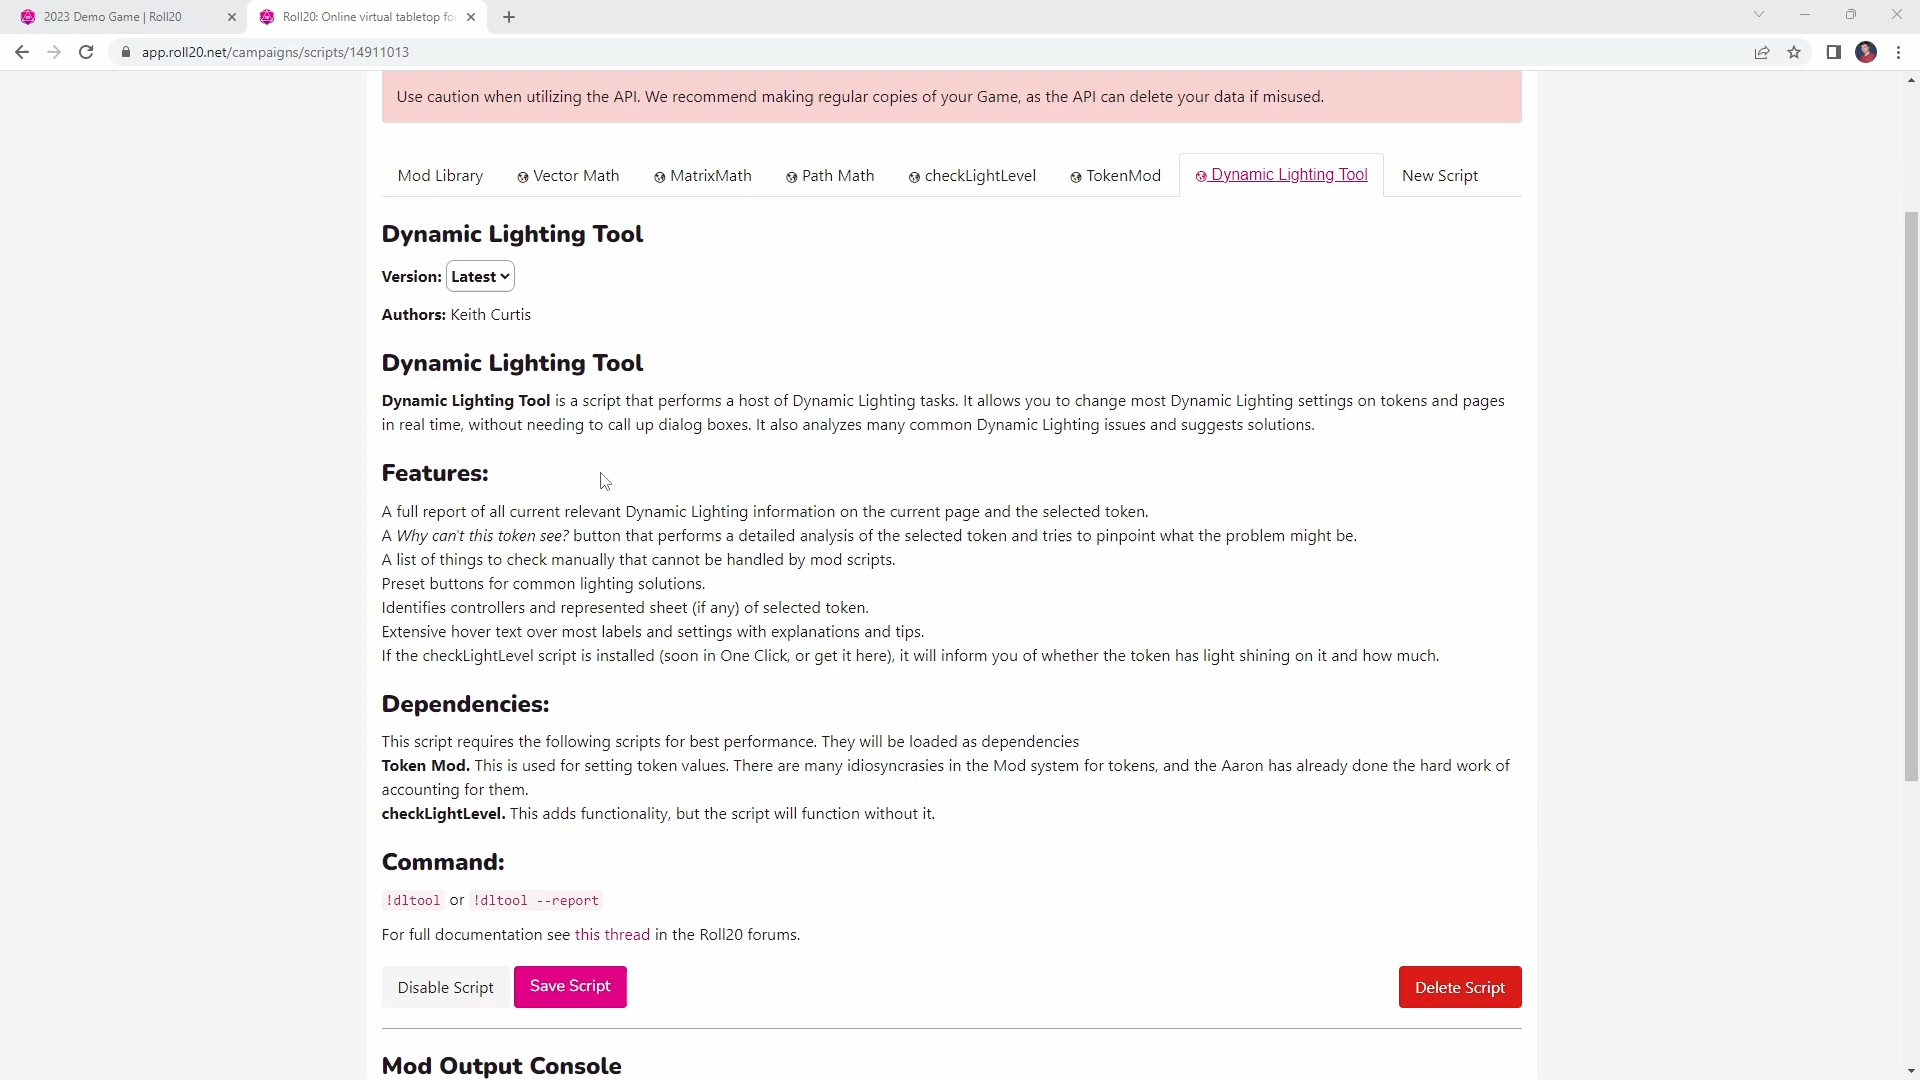 2023 Demo Game | Roll20
Roll20: Online virtual tabletop fo
app.roll20.net/campaigns/scripts/14911013
Use caution when utilizing the API. We recommend making regular copies of your Game, as the API can delete your data if misused.
Mod Library Vector Math MatrixMath Path Math checkLightLevel TokenMod Dynamic Lighting Tool New Script
Dynamic Lighting Tool
Version: Latest
Authors: Keith Curtis
Dynamic Lighting Tool
Dynamic Lighting Tool is a script that performs a host of Dynamic Lighting tasks. It allows you to change most Dynamic Lighting settings on tokens and pages
in real time, without needing to call up dialog boxes. It also analyzes many common Dynamic Lighting issues and suggests solutions.
Features:
A full report of all current relevant Dynamic Lighting information on the current page and the selected token.
A Why can't this token see? button that performs a detailed analysis of the selected token and tries to pinpoint what the problem might be.
A list of things to check manually that cannot be handled by mod scripts.
Preset buttons for common lighting solutions.
Identifies controllers and represented sheet (if any) of selected token.
Extensive hover text over most labels and settings with explanations and tips.
If the checkLightLevel script is installed (soon in One Click, or get it here), it will inform you of whether the token has light shining on it and how much.
Dependencies:
This script requires the following scripts for best performance. They will be loaded as dependencies
Token Mod. This is used for setting token values. There are many idiosyncrasies in the Mod system for tokens, and the Aaron has already done the hard work of
accounting for them.
checkLightLevel. This adds functionality, but the script will function without it.
Command:
!dltool or !dltool --report
For full documentation see this thread in the Roll20 forums.
Disable Script Save Script Delete Script
Mod Output Console